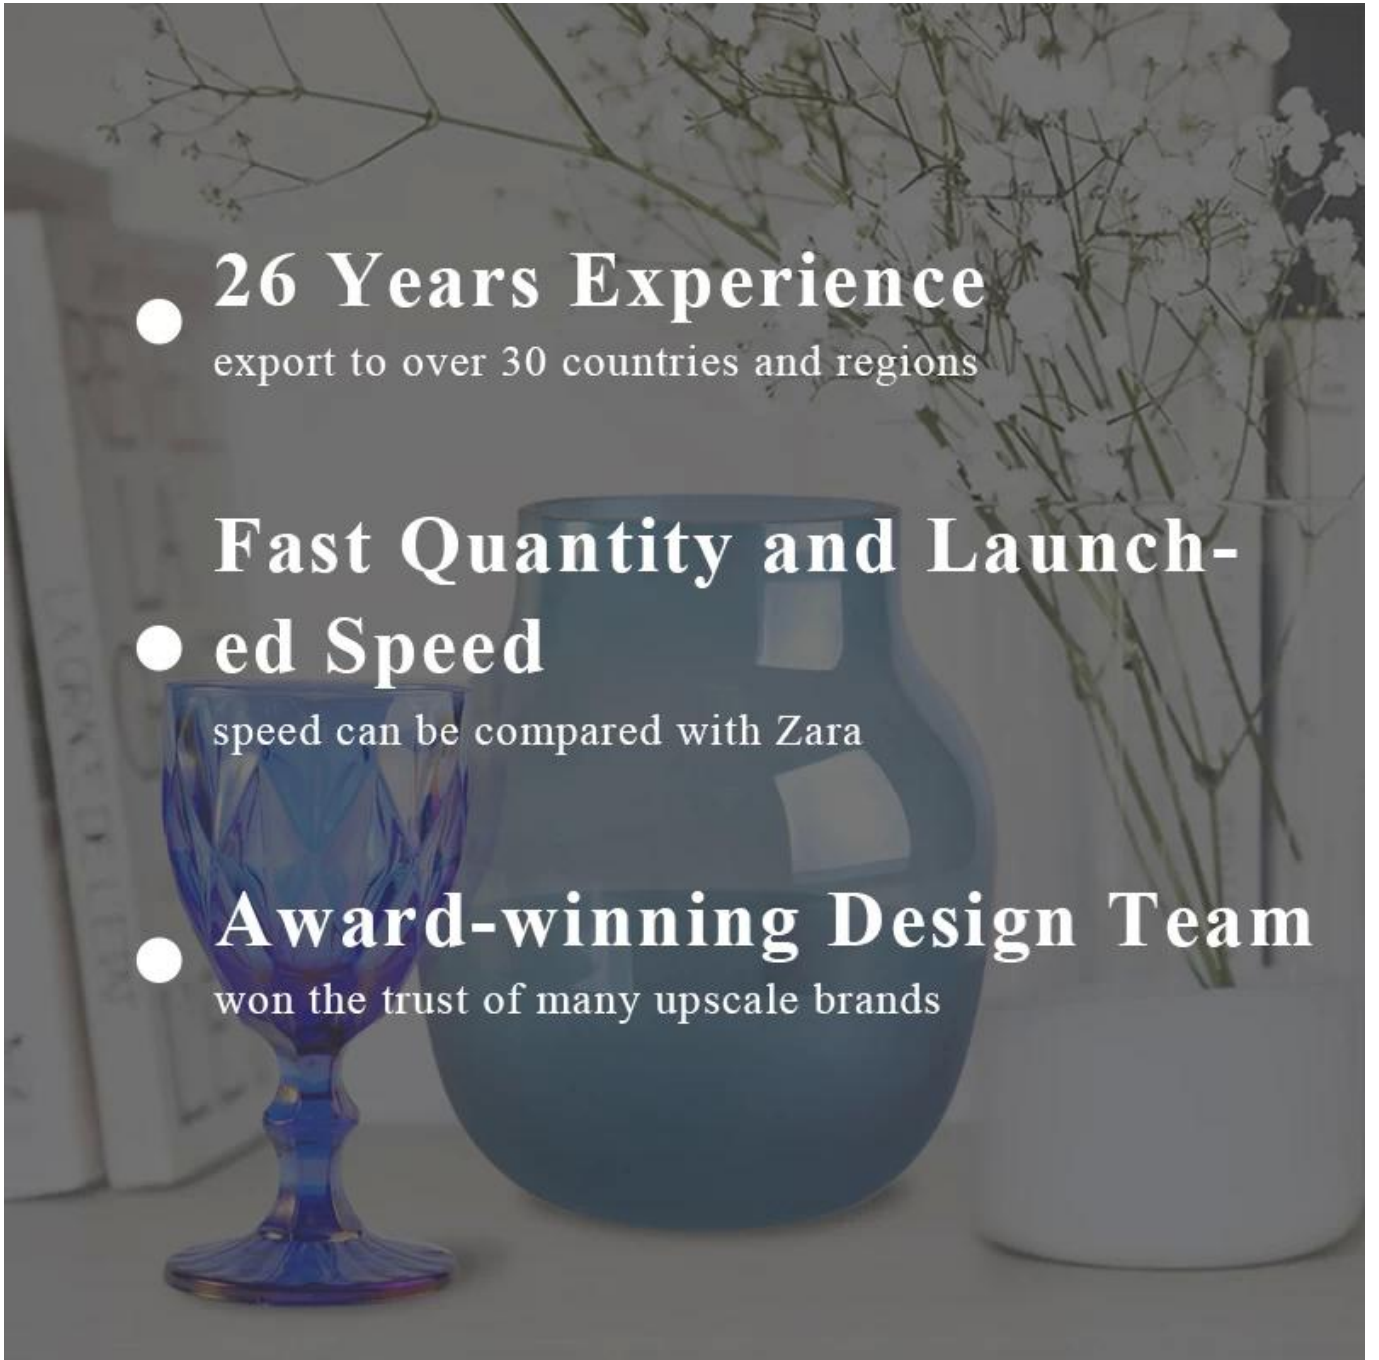 26 Years Experience
export to over 30 countries and regions
Fast Quantity and Launch-
ed Speed
speed can be compared with Zara
Award-winning Design Team
won the trust of many upscale brands